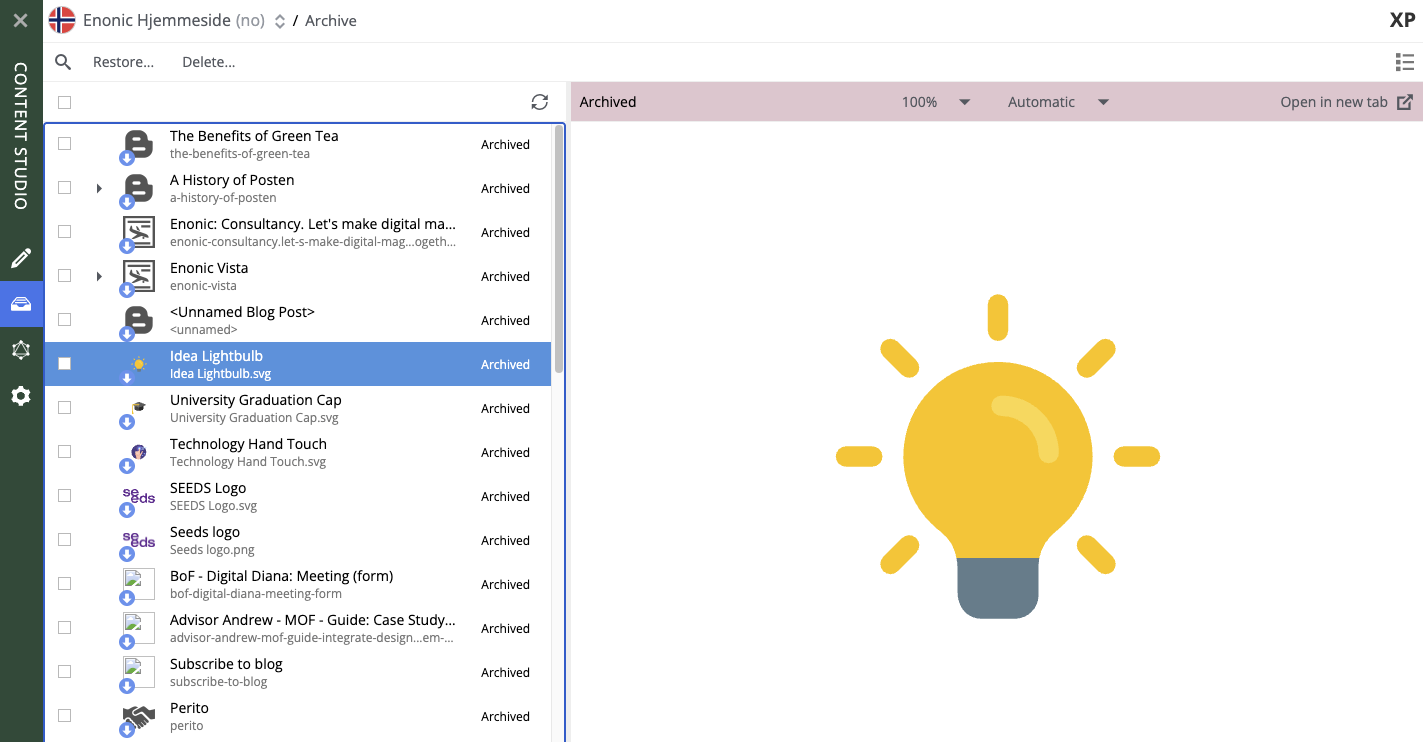 Enonic Hjemmeside (no) / Archive
XP
CONTENT STUDIO
Restore... Delete...
Archived 100% Automatic Open in new tab
The Benefits of Green Tea
the-benefits-of-green-tea
Archived
A History of Posten
a-history-of-posten
Archived
Enonic: Consultancy. Let's make digital ma...
enonic-consultancy.let-s-make-digital-mag...ogeth...
Archived
Enonic Vista
enonic-vista
Archived
<Unnamed Blog Post>
<unnamed>
Archived
Idea Lightbulb
Idea Lightbulb.svg
Archived
University Graduation Cap
University Graduation Cap.svg
Archived
Technology Hand Touch
Technology Hand Touch.svg
Archived
seeds
SEEDS Logo
SEEDS Logo.svg
Archived
seeds
Seeds logo
Seeds logo.png
Archived
BoF - Digital Diana: Meeting (form)
bof-digital-diana-meeting-form
Archived
Advisor Andrew - MOF - Guide: Case Study...
advisor-andrew-mof-guide-integrate-design...em-...
Archived
Subscribe to blog
subscribe-to-blog
Archived
Perito
perito
Archived